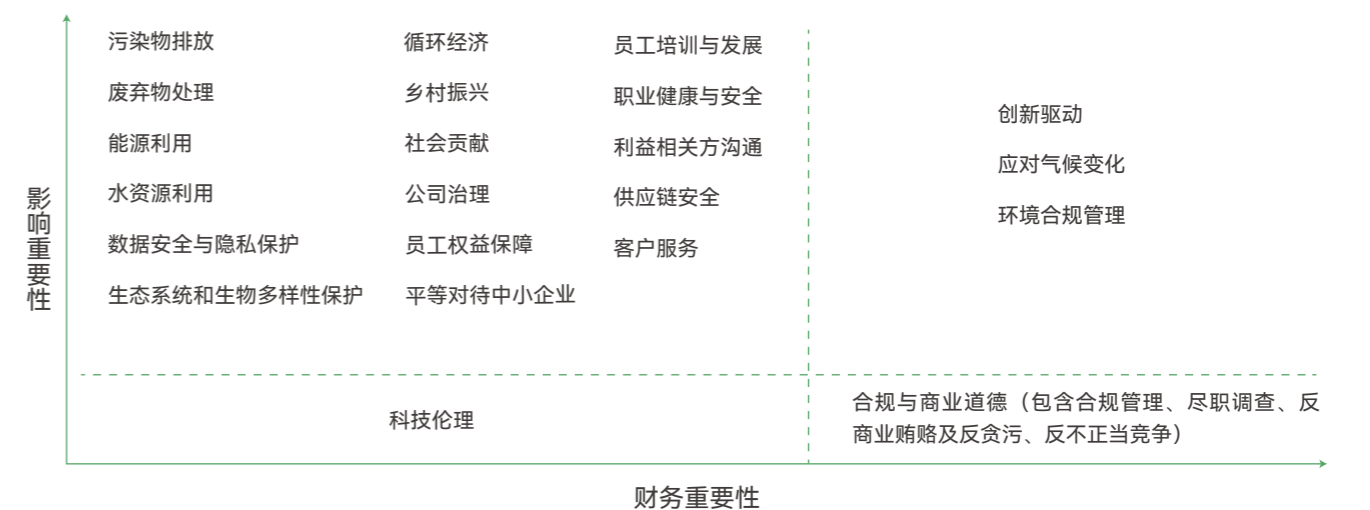 影响重要性
污染物排放
废弃物处理
能源利用
水资源利用
数据安全与隐私保护
生态系统和生物多样性保护
循环经济
乡村振兴
社会贡献
公司治理
员工权益保障
平等对待中小企业
员工培训与发展
职业健康与安全
利益相关方沟通
供应链安全
客户服务
创新驱动
应对气候变化
环境合规管理
科技伦理
合规与商业道德（包含合规管理、尽职调查、反
商业贿赂及反贪污、反不正当竞争）
财务重要性